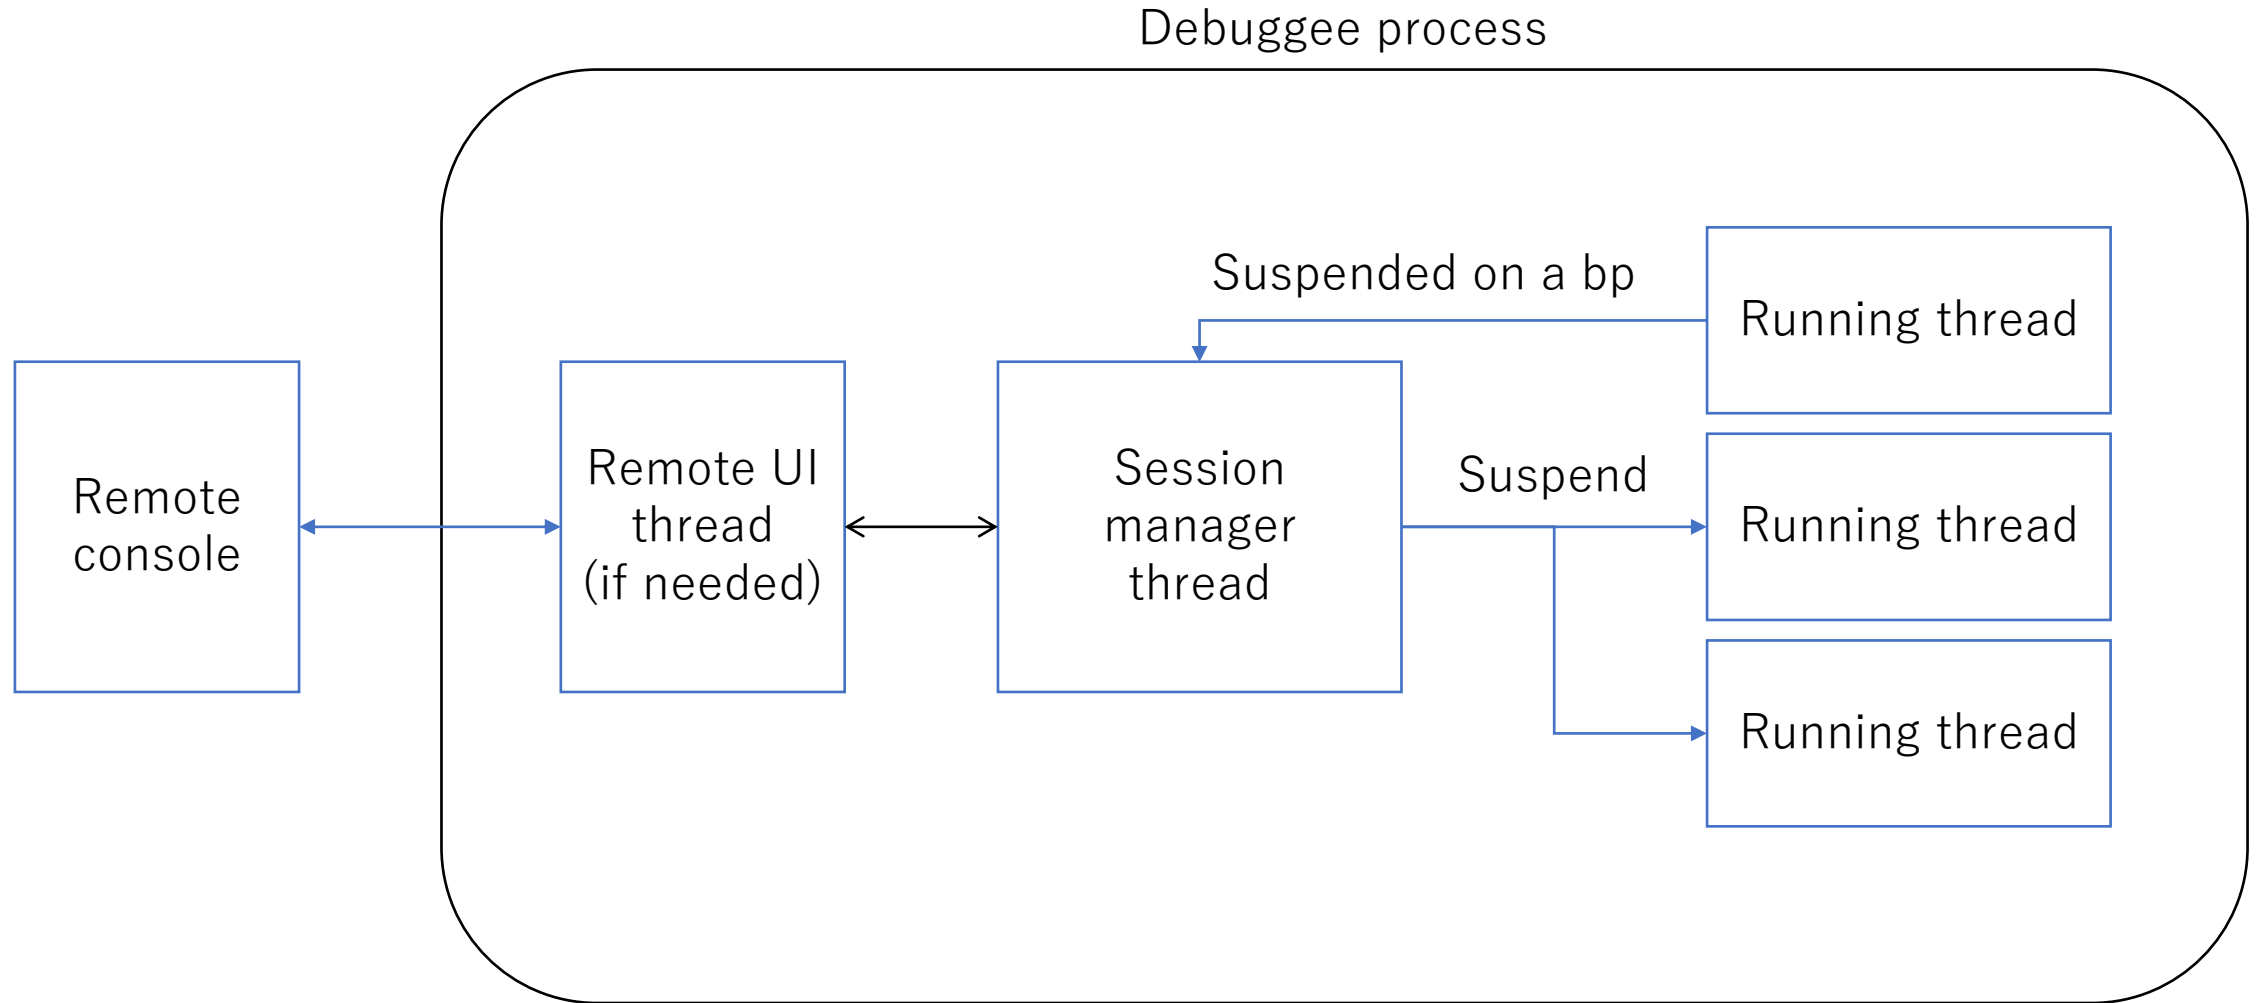 Debuggee process
Suspended on a bp
Running thread
Remote
console
Remote UI
thread
(if needed)
Session
manager
thread
Suspend
Running thread
Running thread